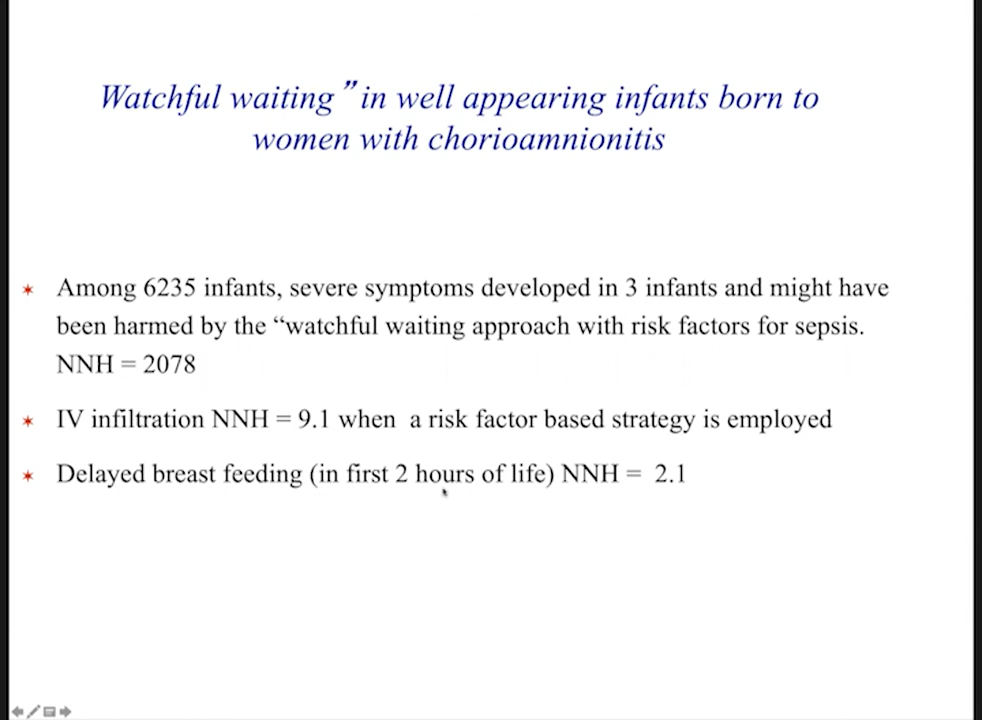 Watchful waiting ” in well appearing infants born to
women with chorioamnionitis
Among 6235 infants, severe symptoms developed in 3 infants and might have
been harmed by the “watchful waiting approach with risk factors for sepsis.
NNH = 2078
IV infiltration NNH = 9.1 when a risk factor based strategy is employed
Delayed breast feeding (in first 2 hours of life) NNH = 2.1